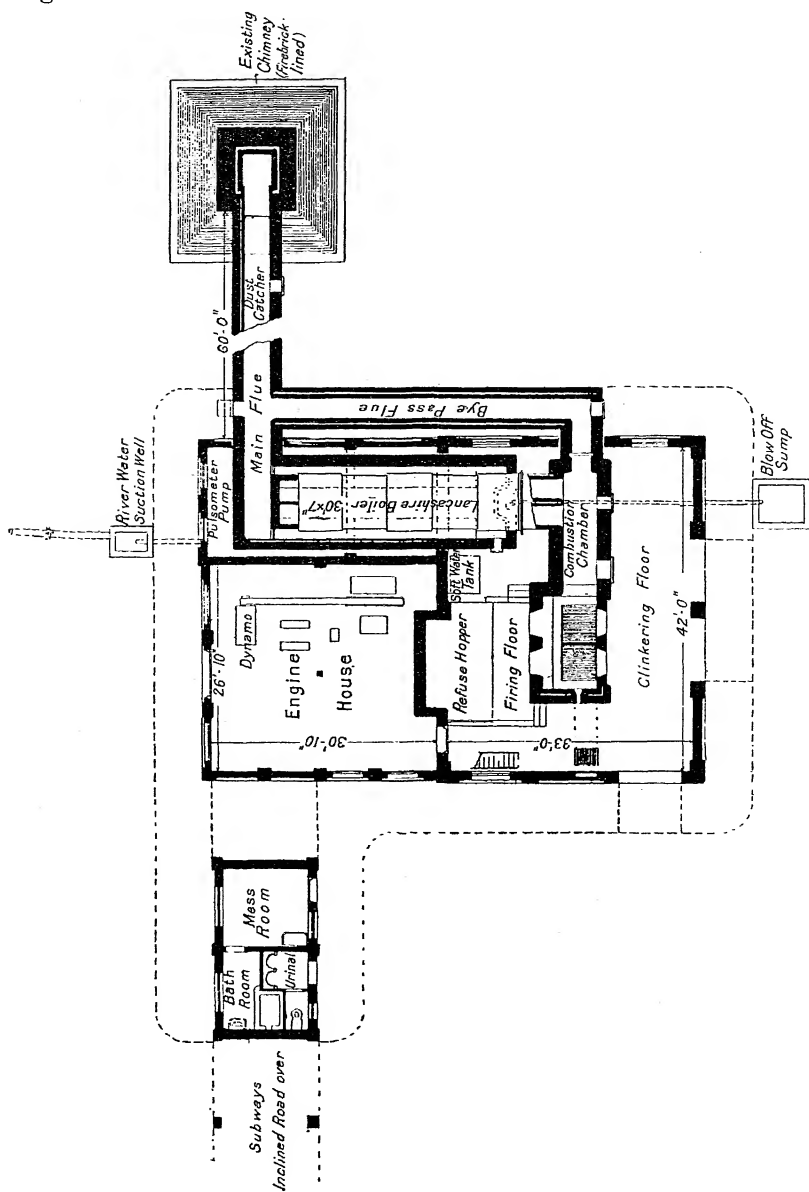 Existing
Chimney
(Firebrick-
lined)
Dust
Catcher
60'-0"
Main Flue
Bye Pass Flue
River Water
Suction Well
Pulsometer
Pump
Lancashire Boiler 30×7"
Blow Off
Sump
Combustion
Chamber
Soft Water
Tank
Dynamo
26'-10"
Engine
House
30'-10"
Refuse Hopper
Firing Floor
Clinkering Floor
42'-0"
33'-0"
Mess
Room
Bath
Room
Urinal
Subways
Inclined Road over